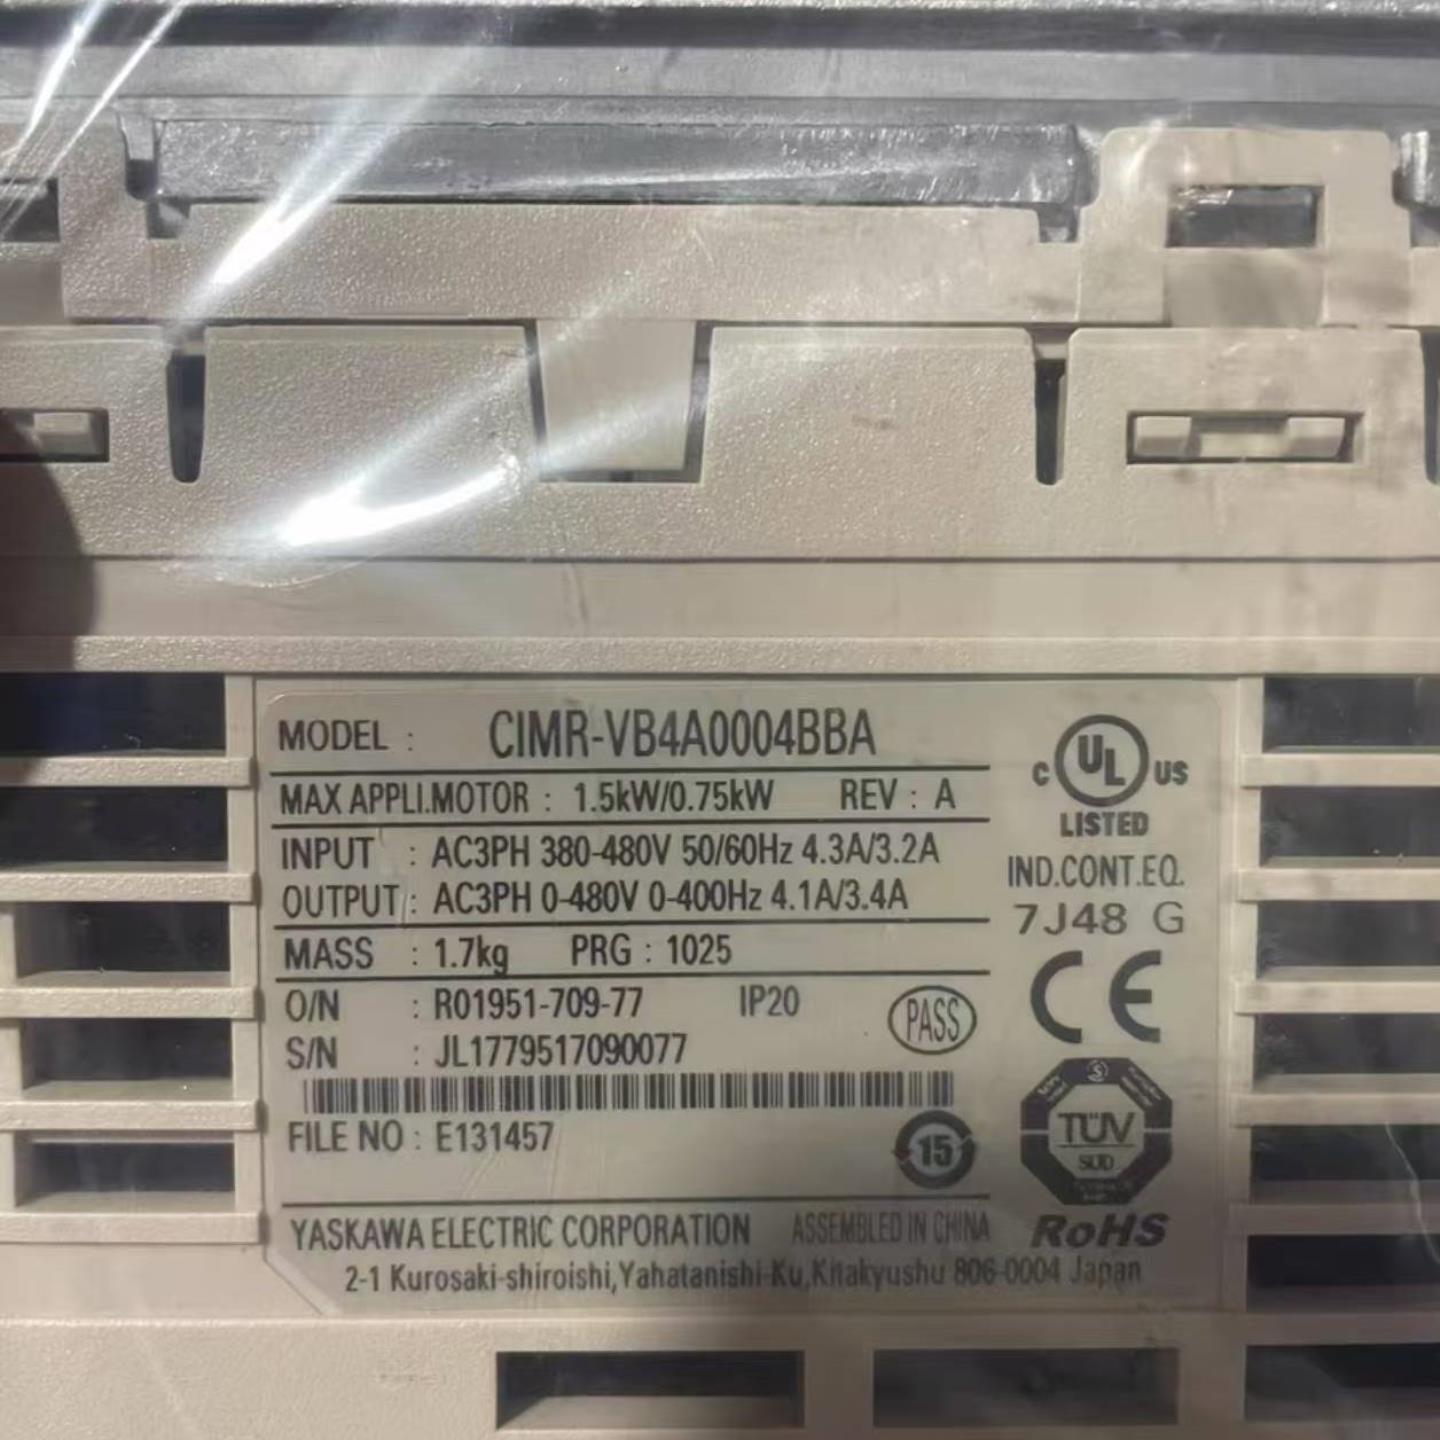 MODEL : CIMR-VB4A0004BBA
MAX APPLI.MOTOR : 1.5kW/0.75kW REV : A
INPUT : AC3PH 380-480V 50/60Hz 4.3A/3.2A
OUTPUT : AC3PH 0-480V 0-400Hz 4.1A/3.4A
MASS : 1.7kg PRG : 1025
O/N : R01951-709-77 IP20
S/N : JL1779517090077
PASS
FILE NO : E131457
15
YASKAWA ELECTRIC CORPORATION ASSEMBLED IN CHINA
2-1 Kurosaki-shiroishi,Yahatanishi-Ku,Kitakyushu 806-0004 Japan
C UL US
LISTED
IND.CONT.EQ.
7J48 G
CE
TÜV
SÜD
RoHS